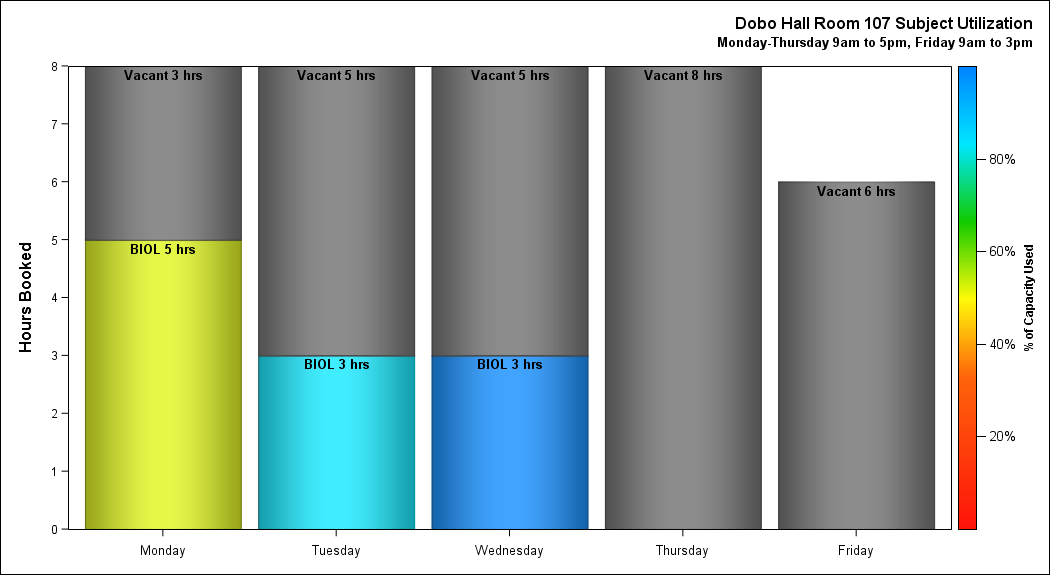 Dobo Hall Room 107 Subject Utilization
Monday-Thursday 9am to 5pm, Friday 9am to 3pm
Hours Booked
8
7
6
5
4
3
2
1
0
Vacant 3 hrs
BIOL 5 hrs
Vacant 5 hrs
BIOL 3 hrs
Vacant 5 hrs
BIOL 3 hrs
Vacant 8 hrs
Vacant 6 hrs
Monday
Tuesday
Wednesday
Thursday
Friday
80%
60%
40%
20%
% of Capacity Used